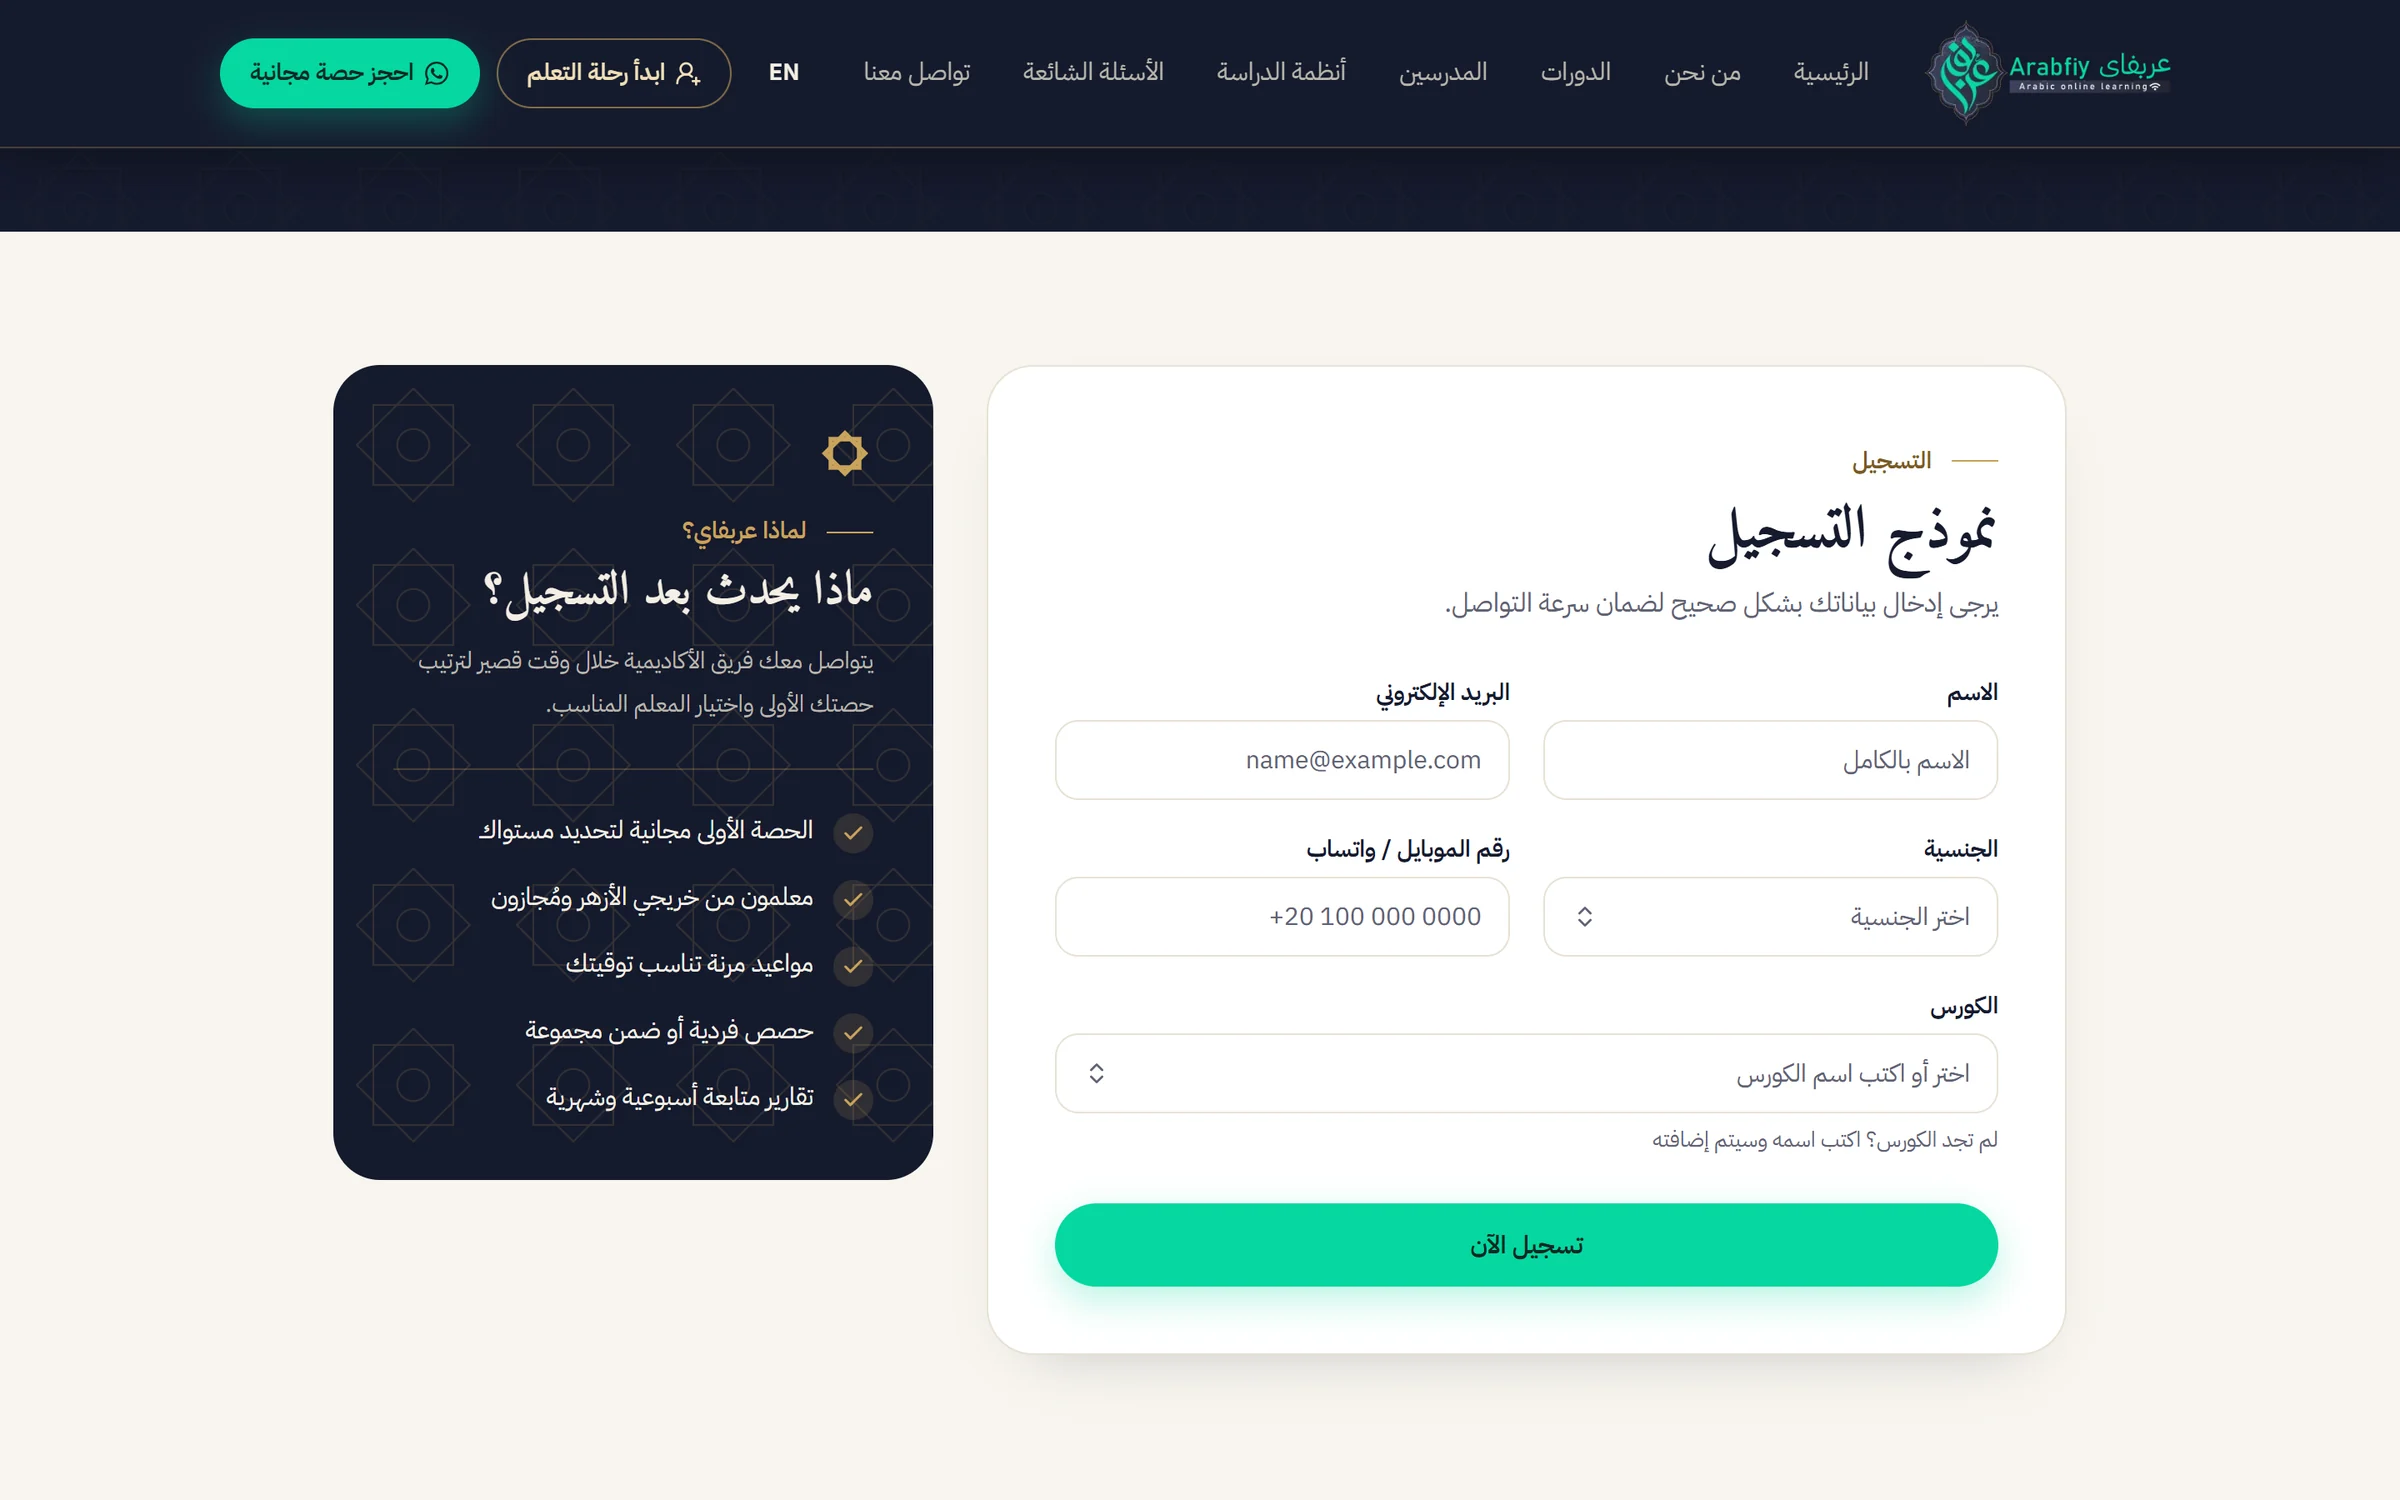 عربفاى Arabfiy
Arabic online learning
الرئيسية
من نحن
الدورات
المدرسين
أنظمة الدراسة
الأسئلة الشائعة
تواصل معنا
EN
ابدأ رحلة التعلم
احجز حصة مجانية
التسجيل
نموذج التسجيل
يرجى إدخال بياناتك بشكل صحيح لضمان سرعة التواصل.
الاسم
الاسم بالكامل
البريد الإلكتروني
name@example.com
الجنسية
اختر الجنسية
رقم الموبايل / واتساب
+20 100 000 0000
الكورس
اختر أو اكتب اسم الكورس
لم تجد الكورس؟ اكتب اسمه وسيتم إضافته
تسجيل الآن
لماذا عربفاي؟
ماذا يحدث بعد التسجيل؟
يتواصل معك فريق الأكاديمية خلال وقت قصير لترتيب
حصتك الأولى واختيار المعلم المناسب.
الحصة الأولى مجانية لتحديد مستواك
معلمون من خريجي الأزهر ومُجازون
مواعيد مرنة تناسب توقيتك
حصص فردية أو ضمن مجموعة
تقارير متابعة أسبوعية وشهرية